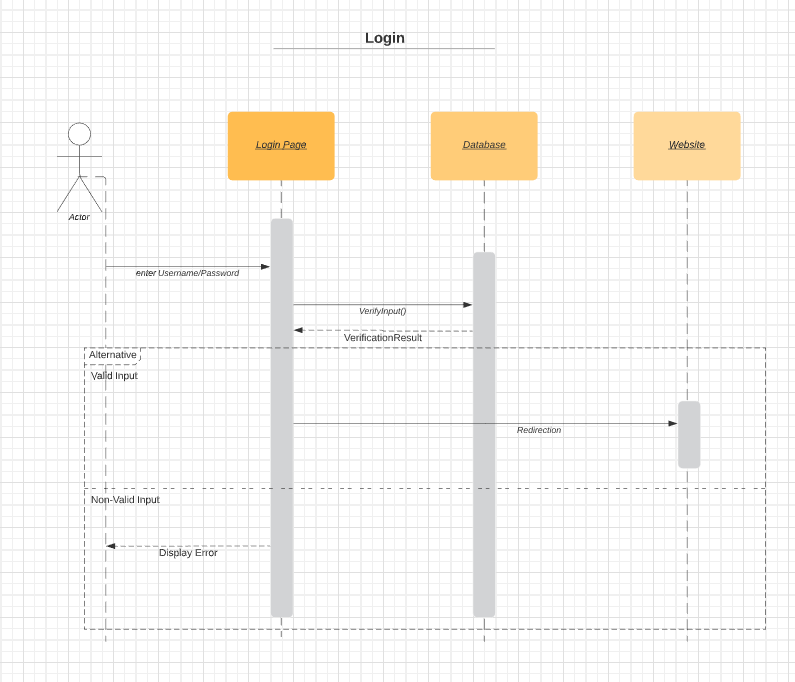 Login
Login Page
Database
Website
Actor
enter Username/Password
VerifyInput()
VerificationResult
Alternative
Valid Input
Redirection
Non-Valid Input
Display Error